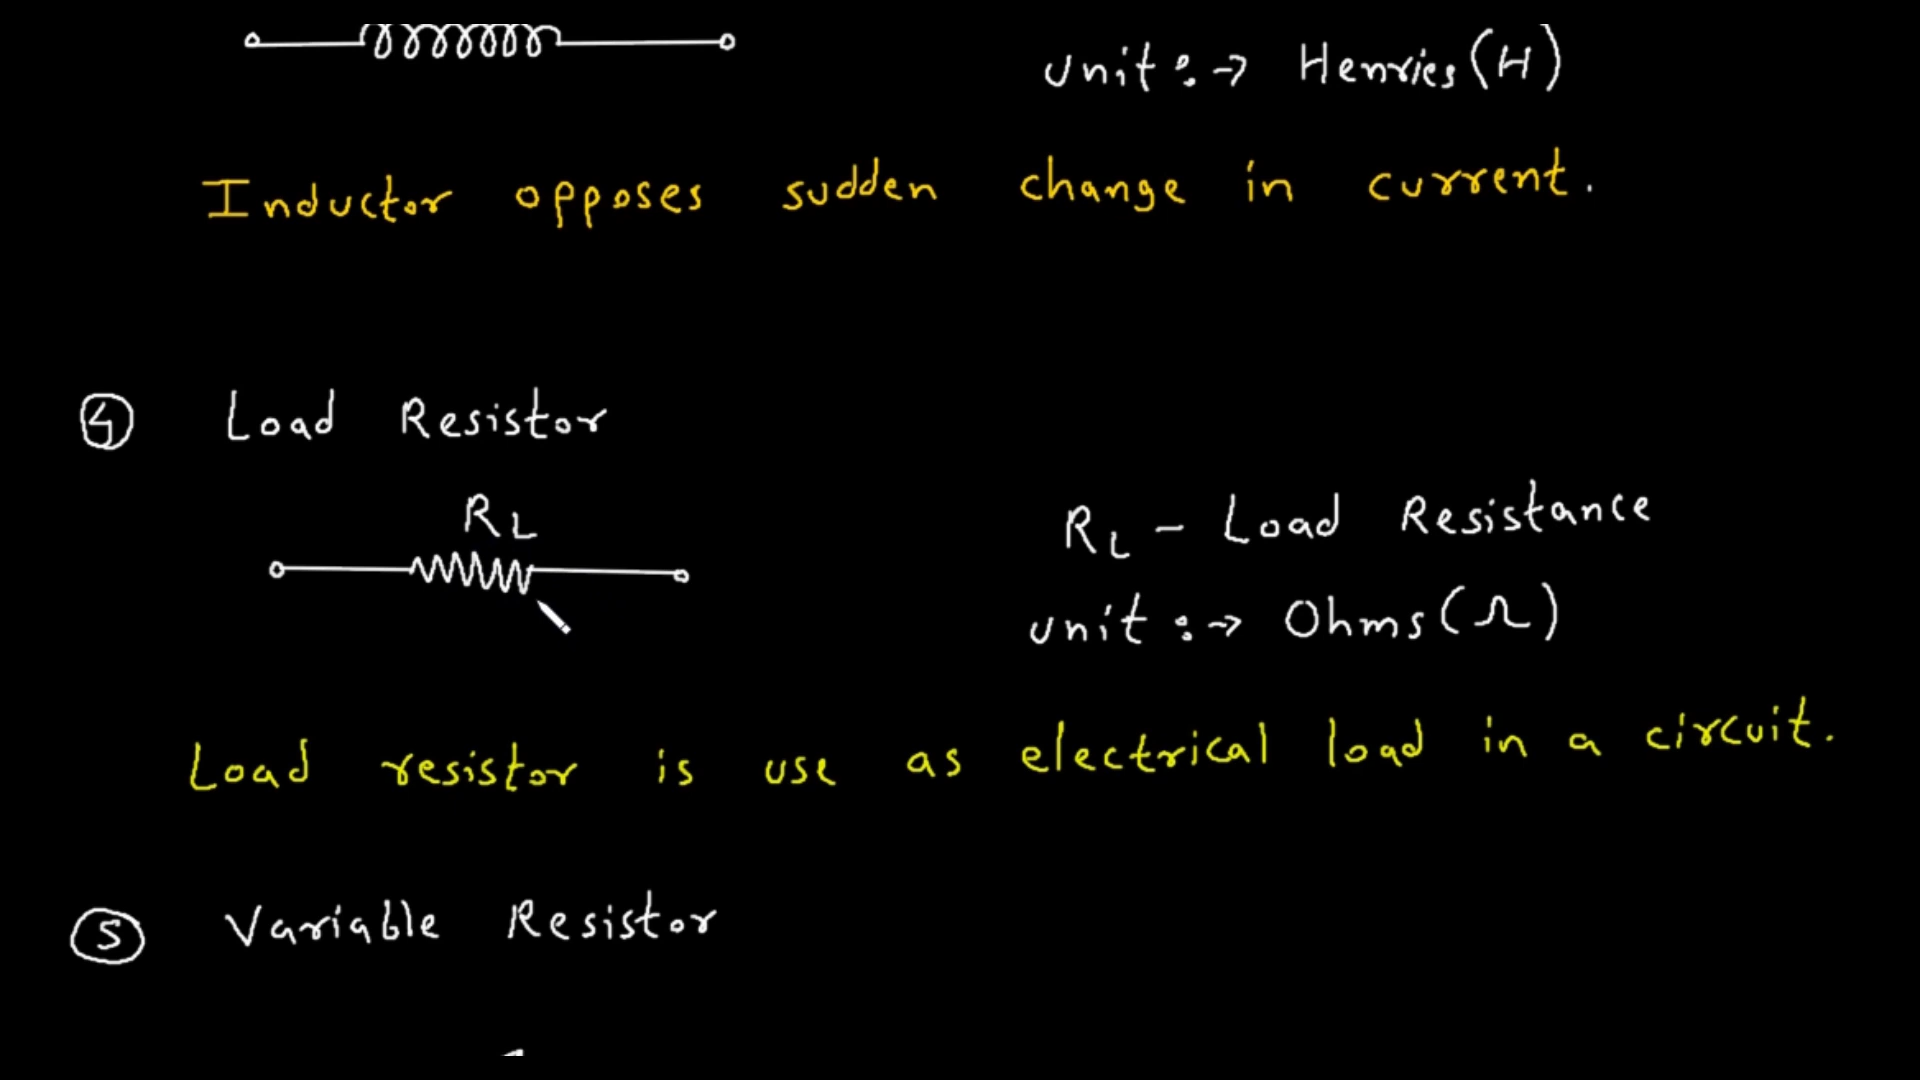 unit :→ Henries (H)
Inductor opposes sudden change in current.
④ Load Resistor
RL
RL - Load Resistance
unit :→ Ohms (Ω)
Load resistor is use as electrical load in a circuit.
⑤ Variable Resistor